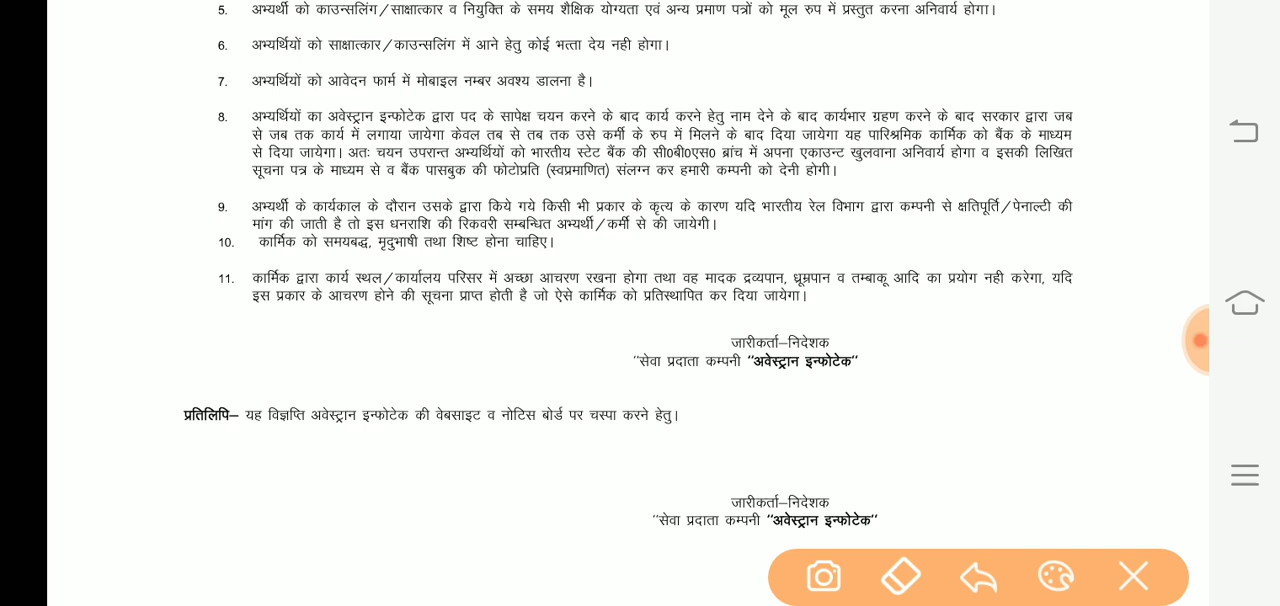 5. अभ्यर्थी को काउन्सलिंग/साक्षात्कार व नियुक्ति के समय शैक्षिक योग्यता एवं अन्य प्रमाण पत्रों को मूल रुप में प्रस्तुत करना अनिवार्य होगा।
6. अभ्यर्थियों को साक्षात्कार/काउन्सलिंग में आने हेतु कोई भत्ता देय नही होगा।
7. अभ्यर्थियों को आवेदन फार्म में मोबाइल नम्बर अवश्य डालना है।
8. अभ्यर्थियों का अवेस्ट्रान इन्फोटेक द्वारा पद के सापेक्ष चयन करने के बाद कार्य करने हेतु नाम देने के बाद कार्यभार ग्रहण करने के बाद सरकार द्वारा जब
से जब तक कार्य में लगाया जायेगा केवल तब से तब तक उसे कर्मी के रुप में मिलने के बाद दिया जायेगा यह पारिश्रमिक कार्मिक को बैंक के माध्यम
से दिया जायेगा। अतः चयन उपरान्त अभ्यर्थियों को भारतीय स्टेट बैंक की सी0बी0एस0 ब्रांच में अपना एकाउन्ट खुलवाना अनिवार्य होगा व इसकी लिखित
सूचना पत्र के माध्यम से व बैंक पासबुक की फोटोप्रति (स्वप्रमाणित) संलग्न कर हमारी कम्पनी को देनी होगी।
9. अभ्यर्थी के कार्यकाल के दौरान उसके द्वारा किये गये किसी भी प्रकार के कृत्य के कारण यदि भारतीय रेल विभाग द्वारा कम्पनी से क्षतिपूर्ति/पेनाल्टी की
मांग की जाती है तो इस धनराशि की रिकवरी सम्बन्धित अभ्यर्थी/कर्मी से की जायेगी।
10. कार्मिक को समयबद्ध, मृदुभाषी तथा शिष्ट होना चाहिए।
11. कार्मिक द्वारा कार्य स्थल/कार्यालय परिसर में अच्छा आचरण रखना होगा तथा वह मादक द्रव्यपान, ध्रूम्रपान व तम्बाकू आदि का प्रयोग नही करेगा, यदि
इस प्रकार के आचरण होने की सूचना प्राप्त होती है जो ऐसे कार्मिक को प्रतिस्थापित कर दिया जायेगा।
जारीकर्ता–निदेशक
"सेवा प्रदाता कम्पनी "अवेस्ट्रान इन्फोटेक"
प्रतिलिपि– यह विज्ञप्ति अवेस्ट्रान इन्फोटेक की वेबसाइट व नोटिस बोर्ड पर चस्पा करने हेतु।
जारीकर्ता–निदेशक
"सेवा प्रदाता कम्पनी "अवेस्ट्रान इन्फोटेक"